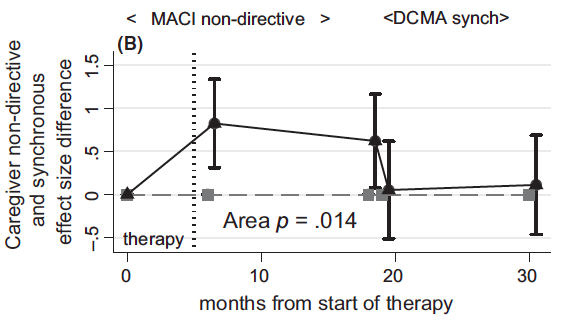 < MACI non-directive > <DCMA synch>
(B)
Caregiver non-directive
and synchronous
effect size difference
1.5
1
.5
0
-.5
Area p = .014
therapy
0 10 20 30
months from start of therapy